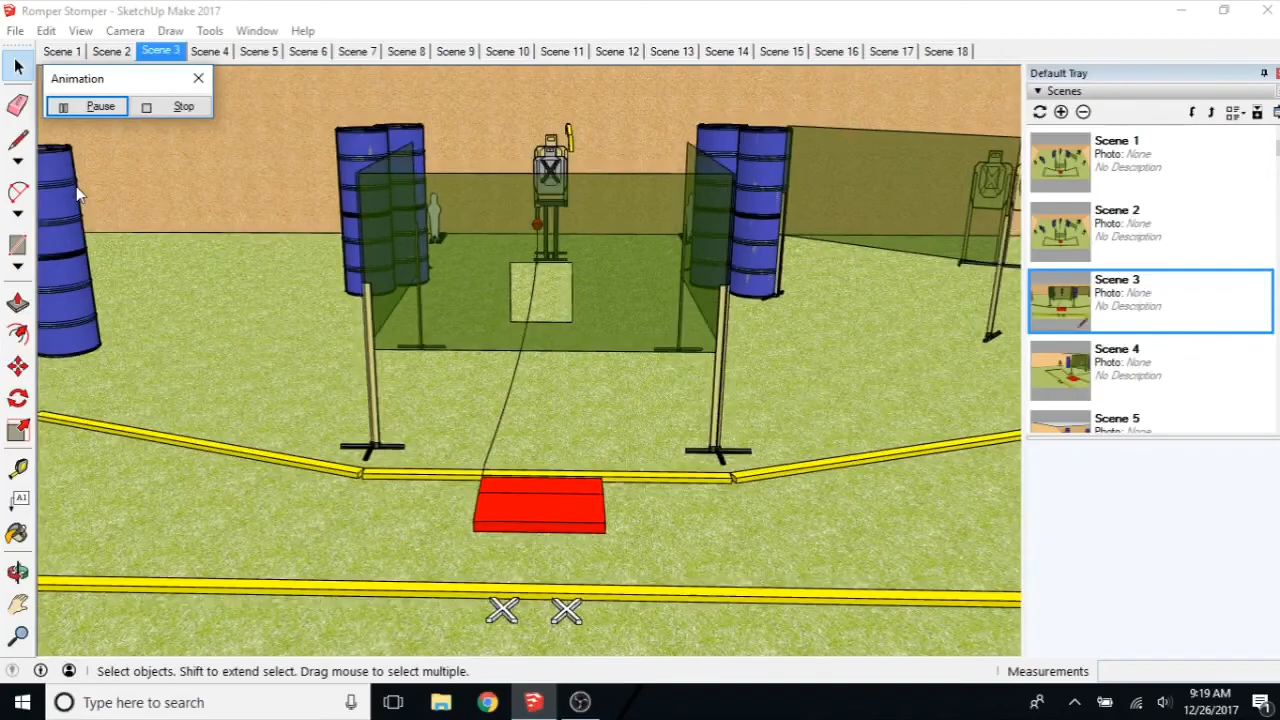 Romper Stomper - SketchUp Make 2017
File Edit View Camera Draw Tools Window Help
Scene 1 Scene 2 Scene 3 Scene 4 Scene 5 Scene 6 Scene 7 Scene 8 Scene 9 Scene 10 Scene 11 Scene 12 Scene 13 Scene 14 Scene 15 Scene 16 Scene 17 Scene 18
Animation
Pause Stop
Default Tray
Scenes
Scene 1
Photo: None
No Description
Scene 2
Photo: None
No Description
Scene 3
Photo: None
No Description
Scene 4
Photo: None
No Description
Scene 5
Photo: None
A1
Select objects. Shift to extend select. Drag mouse to select multiple.
Measurements
Type here to search
9:19 AM
12/26/2017
1